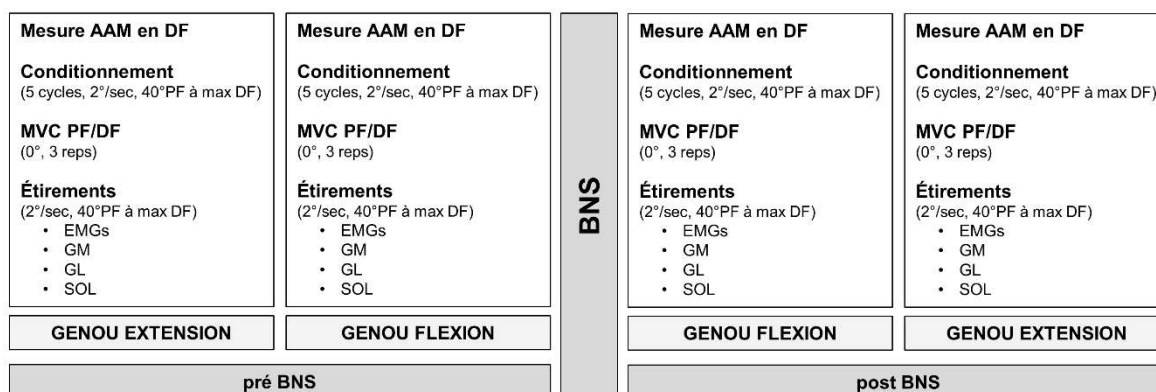 Mesure AAM en DF
Conditionnement
(5 cycles, 2°/sec, 40°PF à max DF)
MVC PF/DF
(0°, 3 reps)
Étirements
(2°/sec, 40°PF à max DF)
• EMGs
• GM
• GL
• SOL
GENOU EXTENSION
Mesure AAM en DF
Conditionnement
(5 cycles, 2°/sec, 40°PF à max DF)
MVC PF/DF
(0°, 3 reps)
Étirements
(2°/sec, 40°PF à max DF)
• EMGs
• GM
• GL
• SOL
GENOU FLEXION
pré BNS
BNS
Mesure AAM en DF
Conditionnement
(5 cycles, 2°/sec, 40°PF à max DF)
MVC PF/DF
(0°, 3 reps)
Étirements
(2°/sec, 40°PF à max DF)
• EMGs
• GM
• GL
• SOL
GENOU FLEXION
Mesure AAM en DF
Conditionnement
(5 cycles, 2°/sec, 40°PF à max DF)
MVC PF/DF
(0°, 3 reps)
Étirements
(2°/sec, 40°PF à max DF)
• EMGs
• GM
• GL
• SOL
GENOU EXTENSION
post BNS